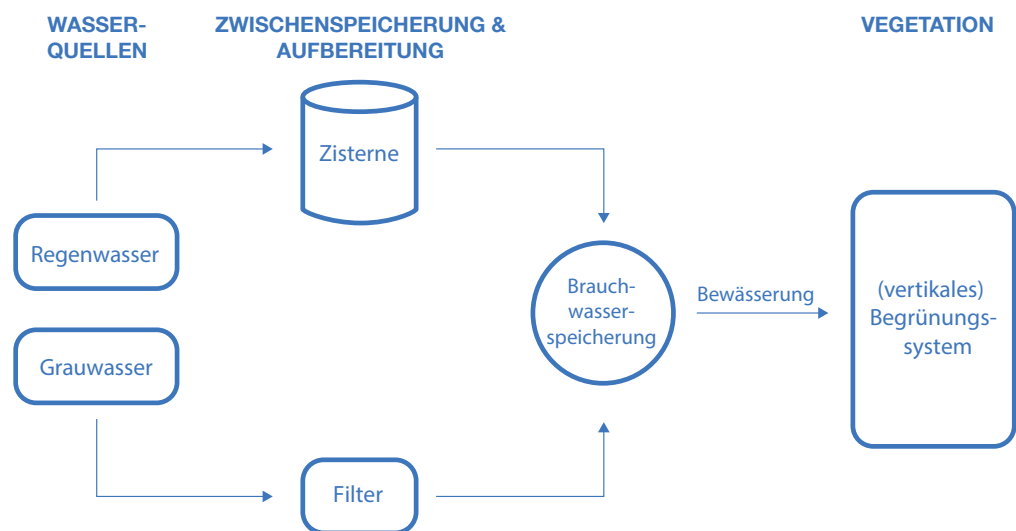 WASSER-
QUELLEN
ZWISCHENSPEICHERUNG &
AUFBEREITUNG
VEGETATION
Zisterne
Regenwasser
Grauwasser
Filter
Brauch-
wasser-
speicherung
Bewässerung
(vertikales)
Begrünungs-
system